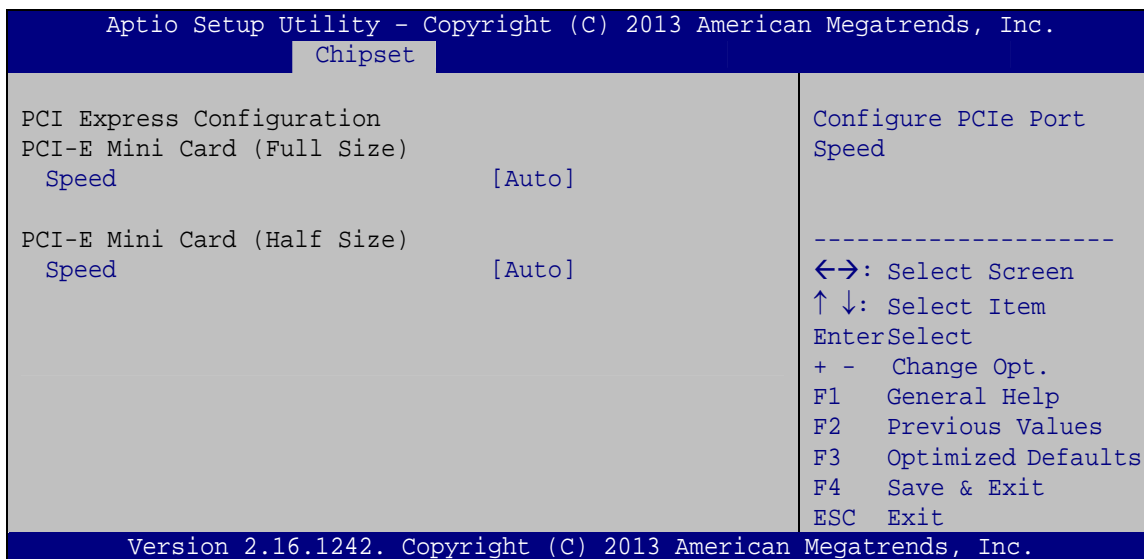 Aptio Setup Utility – Copyright (C) 2013 American Megatrends, Inc.
Chipset
PCI Express Configuration
PCI-E Mini Card (Full Size)
Speed [Auto]
PCI-E Mini Card (Half Size)
Speed [Auto]
Configure PCIe Port
Speed
---------------------
←→: Select Screen
↑ ↓: Select Item
EnterSelect
+ - Change Opt.
F1 General Help
F2 Previous Values
F3 Optimized Defaults
F4 Save & Exit
ESC Exit
Version 2.16.1242. Copyright (C) 2013 American Megatrends, Inc.